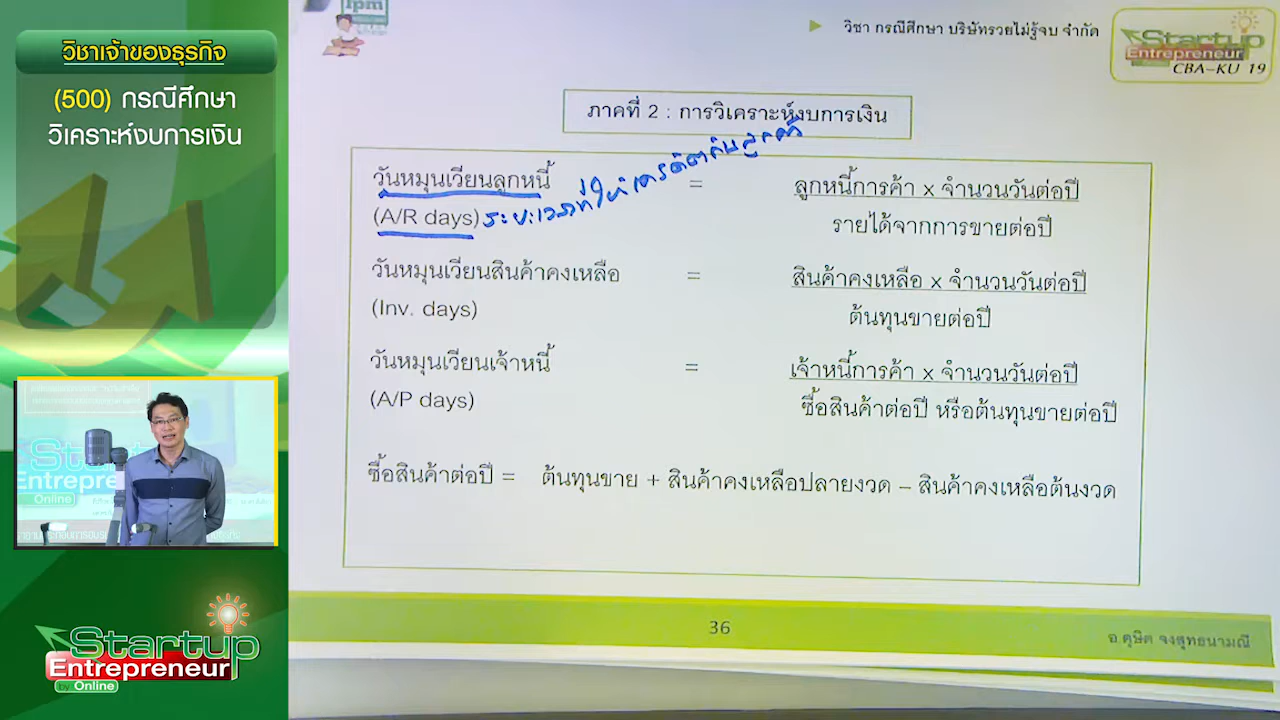 วิชาเจ้าของธุรกิจ
(500) กรณีศึกษา
วิเคราะห์งบการเงิน
Startup
Entrepreneur
Online
Startup
Entrepreneur
by Online
ipm
วิชา กรณีศึกษา บริษัทรวยไม่รู้จบ จำกัด
Startup
Entrepreneur
CBA-KU 19
ภาคที่ 2 : การวิเคราะห์งบการเงิน
วันหมุนเวียนลูกหนี้ = ลูกหนี้การค้า x จำนวนวันต่อปี
(A/R days) ระยะเวลาที่ให้เครดิตกับลูกค้า รายได้จากการขายต่อปี
วันหมุนเวียนสินค้าคงเหลือ = สินค้าคงเหลือ x จำนวนวันต่อปี
(Inv. days) ต้นทุนขายต่อปี
วันหมุนเวียนเจ้าหนี้ = เจ้าหนี้การค้า x จำนวนวันต่อปี
(A/P days) ซื้อสินค้าต่อปี หรือต้นทุนขายต่อปี
ซื้อสินค้าต่อปี = ต้นทุนขาย + สินค้าคงเหลือปลายงวด – สินค้าคงเหลือต้นงวด
36
อ ดุษิต จงสุทธนามณี